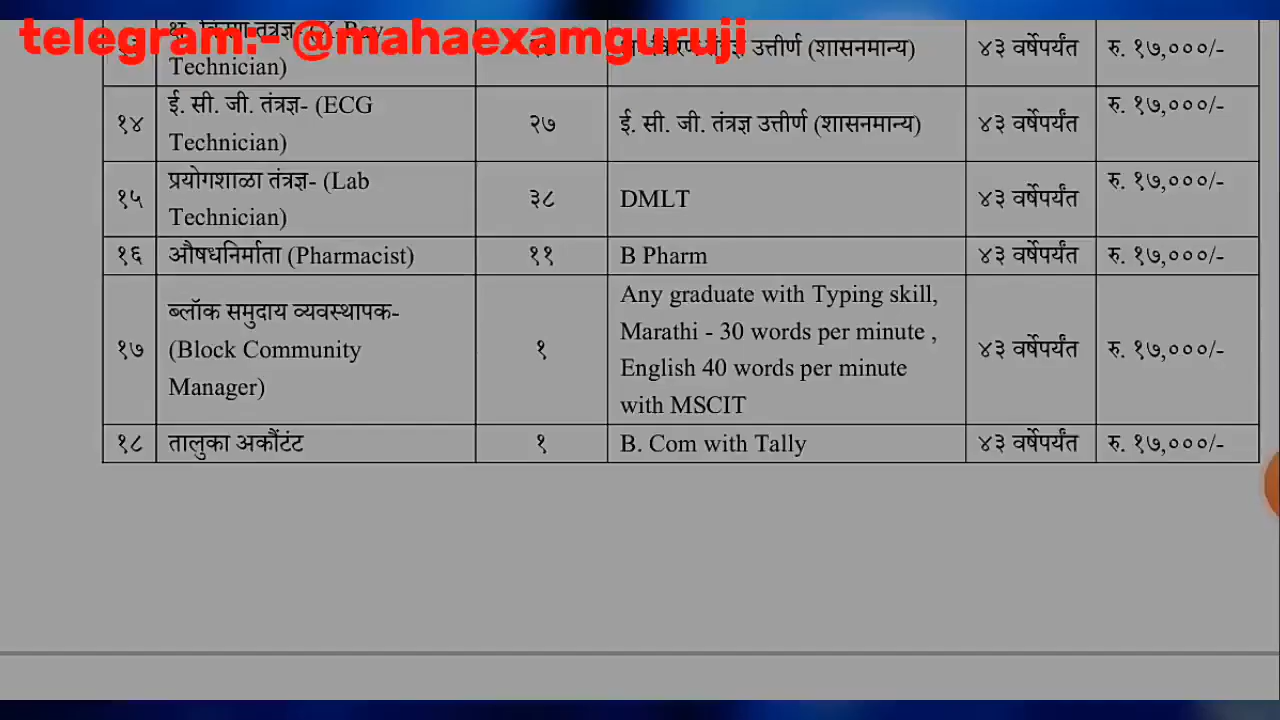 telegram:- @mahaexamguruji
Technician)
उत्तीर्ण (शासनमान्य)
४३ वर्षेपर्यंत
रु. १७,०००/-
१४
ई. सी. जी. तंत्रज्ञ- (ECG
Technician)
२७
ई. सी. जी. तंत्रज्ञ उत्तीर्ण (शासनमान्य)
४३ वर्षेपर्यंत
रु. १७,०००/-
१५
प्रयोगशाळा तंत्रज्ञ- (Lab
Technician)
३८
DMLT
४३ वर्षेपर्यंत
रु. १७,०००/-
१६
औषधनिर्माता (Pharmacist)
११
B Pharm
४३ वर्षेपर्यंत
रु. १७,०००/-
१७
ब्लॉक समुदाय व्यवस्थापक-
(Block Community
Manager)
१
Any graduate with Typing skill,
Marathi - 30 words per minute ,
English 40 words per minute
with MSCIT
४३ वर्षेपर्यंत
रु. १७,०००/-
१८
तालुका अकौंटंट
१
B. Com with Tally
४३ वर्षेपर्यंत
रु. १७,०००/-